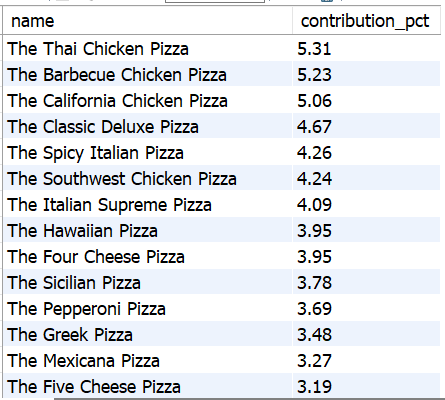 name contribution_pct
The Thai Chicken Pizza 5.31
The Barbecue Chicken Pizza 5.23
The California Chicken Pizza 5.06
The Classic Deluxe Pizza 4.67
The Spicy Italian Pizza 4.26
The Southwest Chicken Pizza 4.24
The Italian Supreme Pizza 4.09
The Hawaiian Pizza 3.95
The Four Cheese Pizza 3.95
The Sicilian Pizza 3.78
The Pepperoni Pizza 3.69
The Greek Pizza 3.48
The Mexicana Pizza 3.27
The Five Cheese Pizza 3.19